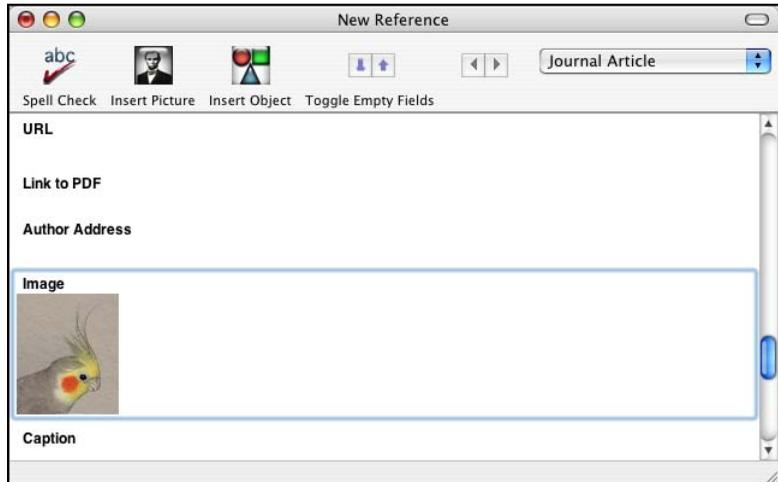 New Reference
abc
Journal Article
Spell Check Insert Picture Insert Object Toggle Empty Fields
URL
Link to PDF
Author Address
Image
Caption